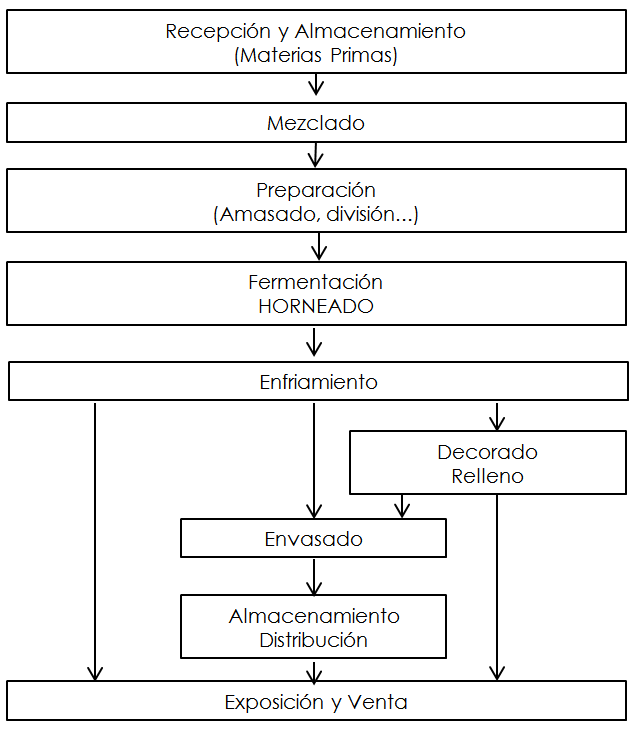 Recepción y Almacenamiento
(Materias Primas)
Mezclado
Preparación
(Amasado, división...)
Fermentación
HORNEADO
Enfriamiento
Decorado
Relleno
Envasado
Almacenamiento
Distribución
Exposición y Venta